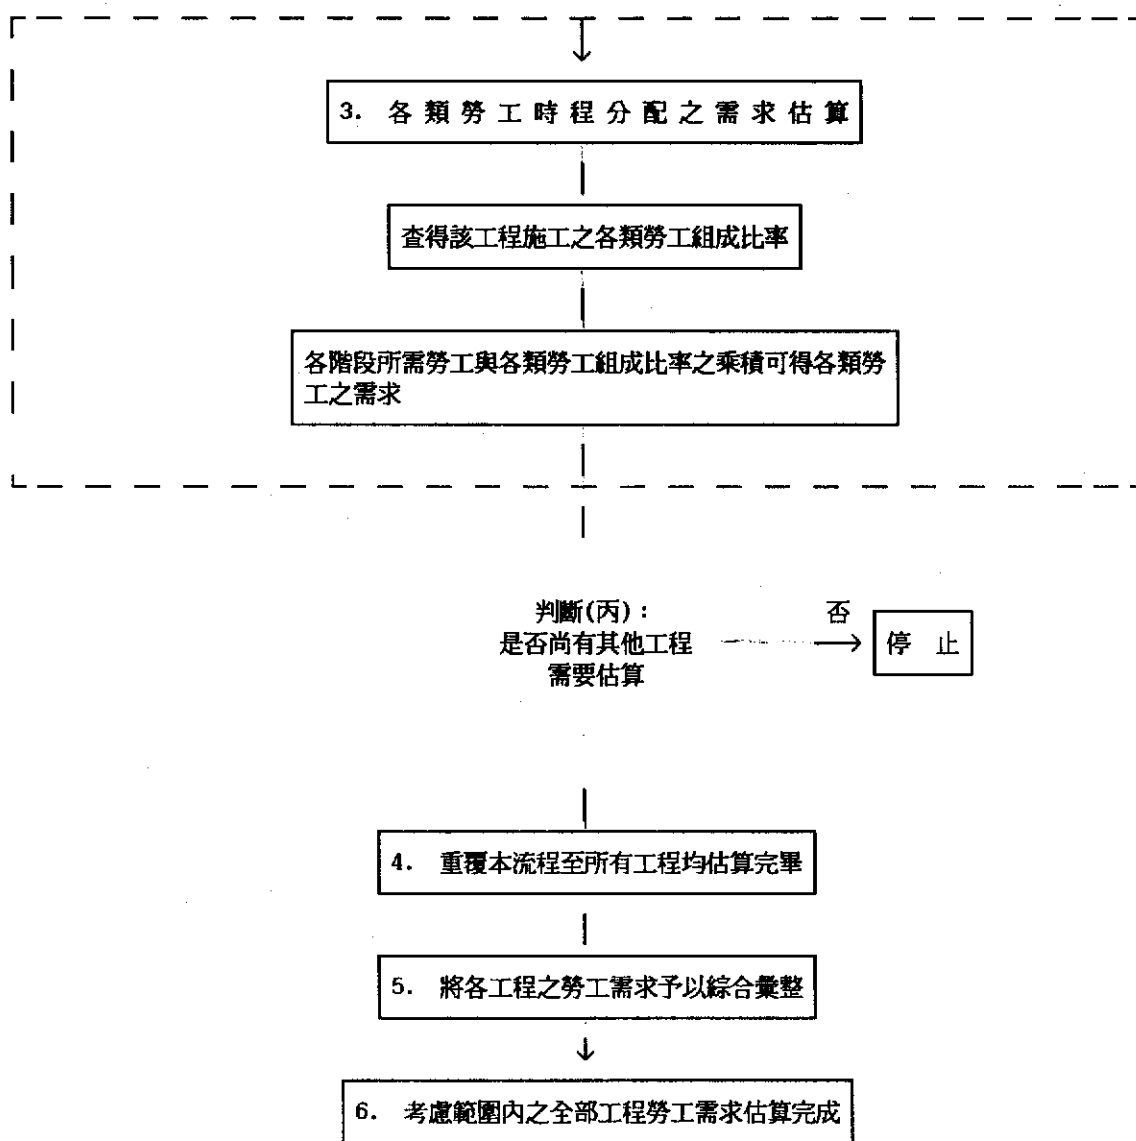 3. 各類勞工時程分配之需求估算
查得該工程施工之各類勞工組成比率
各階段所需勞工與各類勞工組成比率之乘積可得各類勞
工之需求
判斷(丙):
是否尚有其他工程
需要估算
否
停 止
4. 重覆本流程至所有工程均估算完畢
5. 將各工程之勞工需求予以綜合彙整
6. 考慮範圍內之全部工程勞工需求估算完成